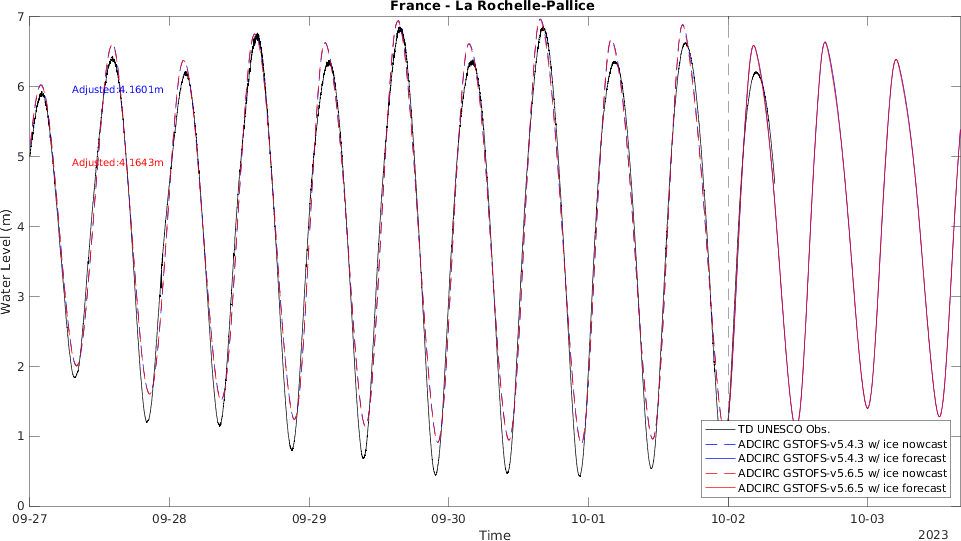 France - La Rochelle-Pallice
7
6
5
4
3
2
1
0
Water Level (m)
Adjusted:4.1601m
Adjusted:4.1643m
TD UNESCO Obs.
ADCIRC GSTOFS-v5.4.3 w/ ice nowcast
ADCIRC GSTOFS-v5.4.3 w/ ice forecast
ADCIRC GSTOFS-v5.6.5 w/ ice nowcast
ADCIRC GSTOFS-v5.6.5 w/ ice forecast
09-27 09-28 09-29 09-30 10-01 10-02 10-03
Time
2023